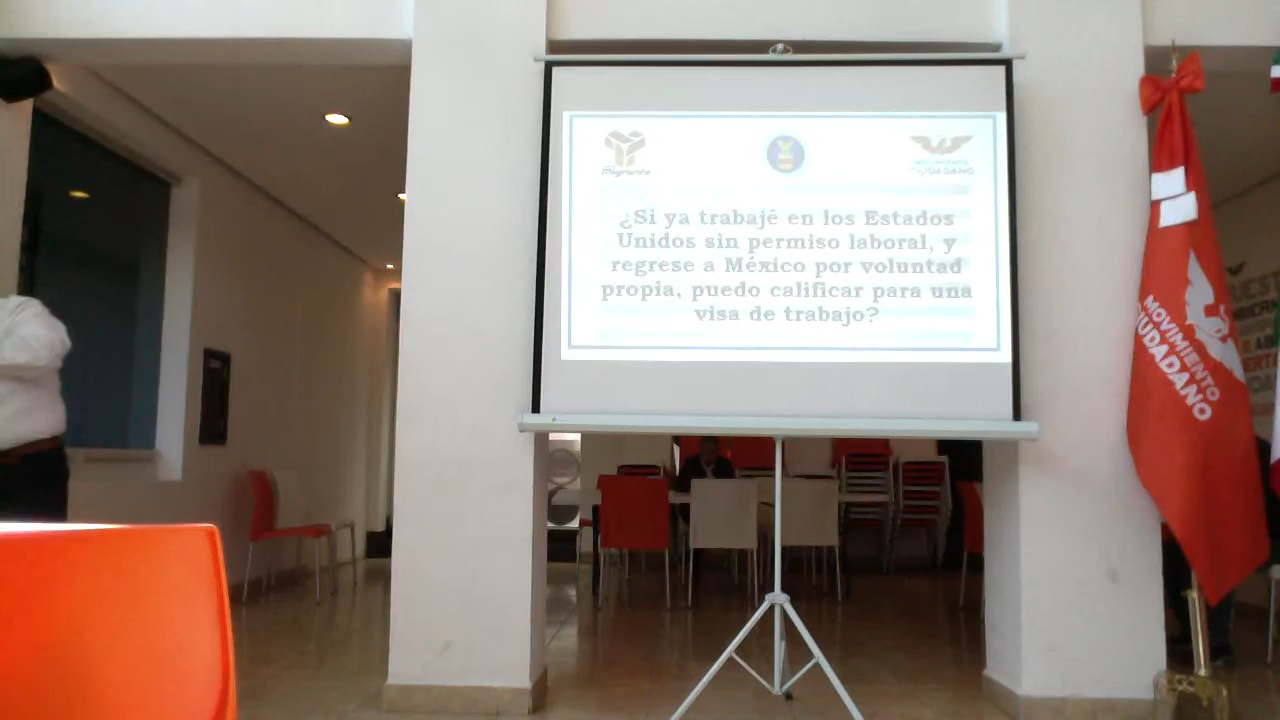 migrante
MOVIMIENTO
CIUDADANO
¿Si ya trabajé en los Estados
Unidos sin permiso laboral, y
regrese a México por voluntad
propia, puedo calificar para una
visa de trabajo?
MOVIMIENTO
CIUDADANO